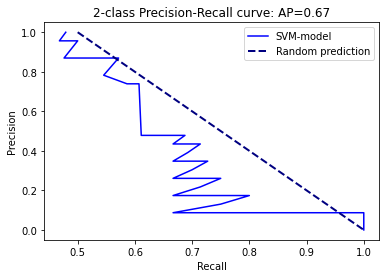 2-class Precision-Recall curve: AP=0.67
SVM-model
Random prediction
Precision
1.0
0.8
0.6
0.4
0.2
0.0
0.5
0.6
0.7
0.8
0.9
1.0
Recall